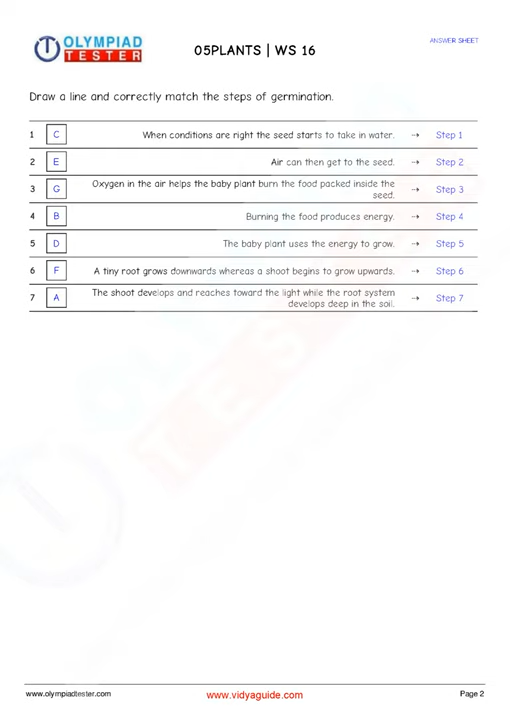 OLYMPIAD
TESTER
05PLANTS | WS 16
ANSWER SHEET
Draw a line and correctly match the steps of germination.
1 C When conditions are right the seed starts to take in water. ⇢ Step 1
2 E Air can then get to the seed. ⇢ Step 2
3 G Oxygen in the air helps the baby plant burn the food packed inside the
seed. ⇢ Step 3
4 B Burning the food produces energy. ⇢ Step 4
5 D The baby plant uses the energy to grow. ⇢ Step 5
6 F A tiny root grows downwards whereas a shoot begins to grow upwards. ⇢ Step 6
7 A The shoot develops and reaches toward the light while the root system
develops deep in the soil. ⇢ Step 7
OLY
TES
www.olympiadtester.com
www.vidyaguide.com
Page 2